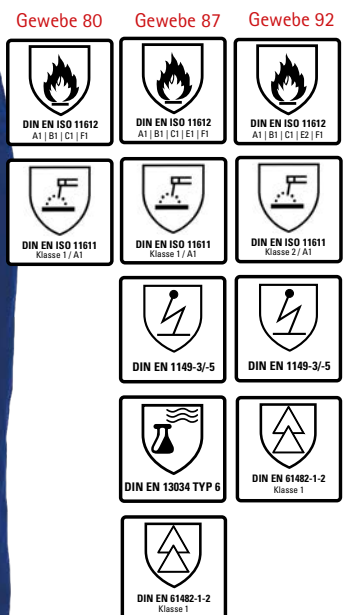 Gewebe 80
DIN EN ISO 11612
A1 | B1 | C1 | F1
DIN EN ISO 11611
Klasse 1 / A1
Gewebe 87
DIN EN ISO 11612
A1 | B1 | C1 | E1 | F1
DIN EN ISO 11611
Klasse 1 / A1
DIN EN 1149-3/-5
DIN EN 13034 TYP 6
DIN EN 61482-1-2
Klasse 1
Gewebe 92
DIN EN ISO 11612
A1 | B1 | C1 | E2 | F1
DIN EN ISO 11611
Klasse 2 / A1
DIN EN 1149-3/-5
DIN EN 61482-1-2
Klasse 1